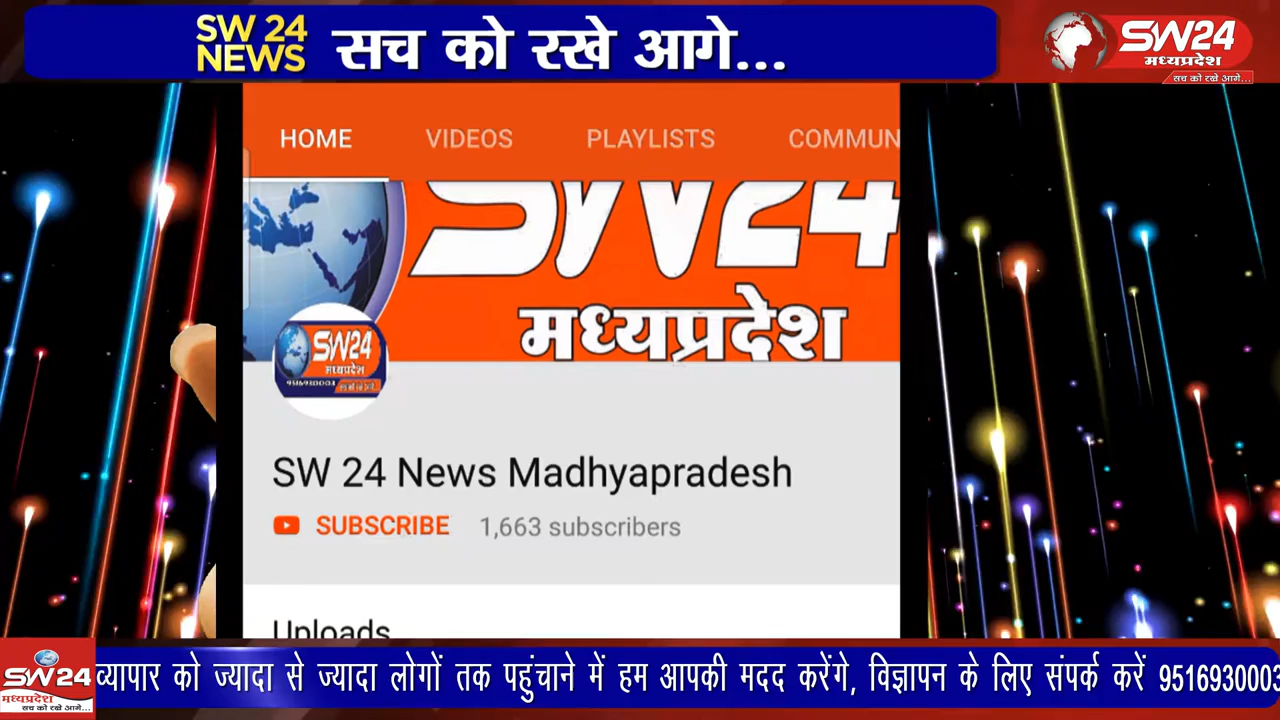 SW 24
NEWS
सच को रखे आगे...
SW24
मध्यप्रदेश
सच को रखे आगे...
HOME VIDEOS PLAYLISTS COMMUN
SW24
मध्यप्रदेश
SW24
मध्यप्रदेश
9516930003
SW 24 News Madhyapradesh
SUBSCRIBE 1,663 subscribers
Uploads
SW24
मध्यप्रदेश
सच को रखे आगे...
व्यापार को ज्यादा से ज्यादा लोगों तक पहुंचाने में हम आपकी मदद करेंगे, विज्ञापन के लिए संपर्क करें 9516930003